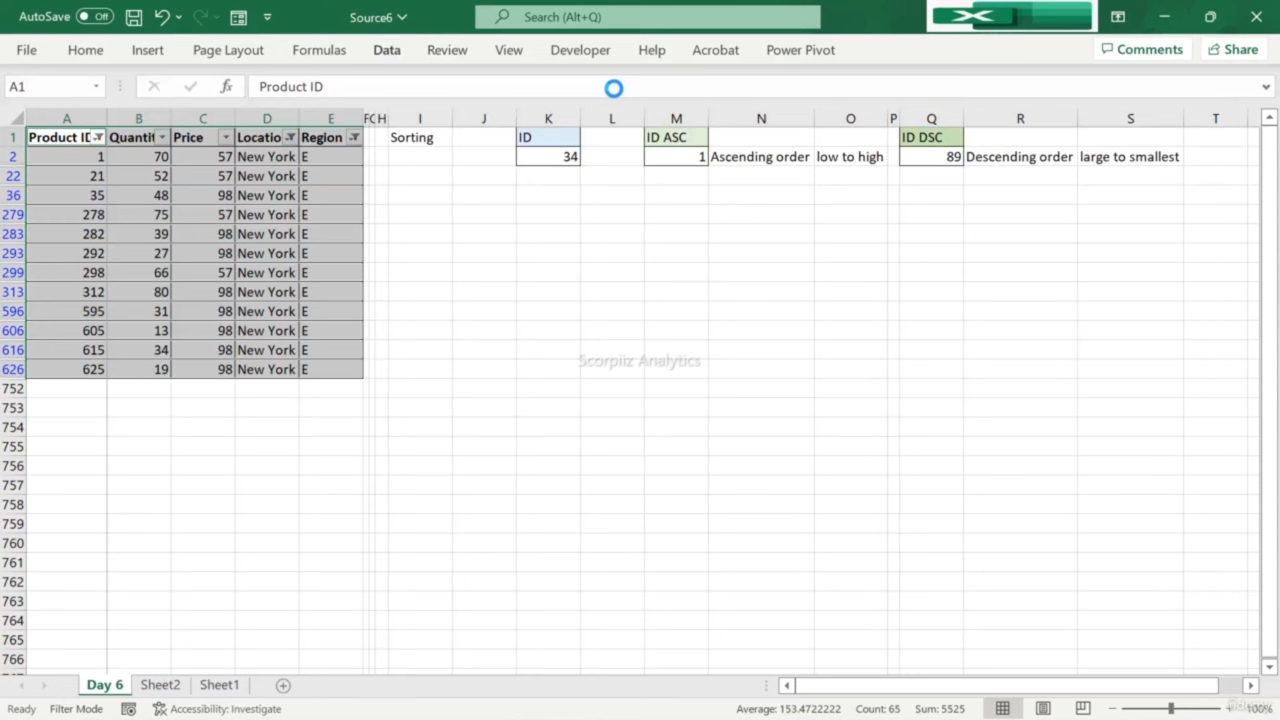 AutoSave Off Source6 Search (Alt+Q)
File Home Insert Page Layout Formulas Data Review View Developer Help Acrobat Power Pivot Comments Share
A1 fx Product ID
A B C D E F G H I J K L M N O P Q R S T
1 Product ID Quantit Price Locatio Region Sorting ID ID ASC ID DSC
2 1 70 57 New York E 34 1 Ascending order low to high 89 Descending order large to smallest
22 21 52 57 New York E
36 35 48 98 New York E
279 278 75 57 New York E
283 282 39 98 New York E
293 292 27 98 New York E
299 298 66 57 New York E
313 312 80 98 New York E
596 595 31 98 New York E
606 605 13 98 New York E
616 615 34 98 New York E
Scorpiiz Analytics
626 625 19 98 New York E
752
753
754
755
756
757
758
759
760
761
762
763
764
765
766
Day 6 Sheet2 Sheet1
Ready Filter Mode Accessibility: Investigate Average: 153.4722222 Count: 65 Sum: 5525 100%